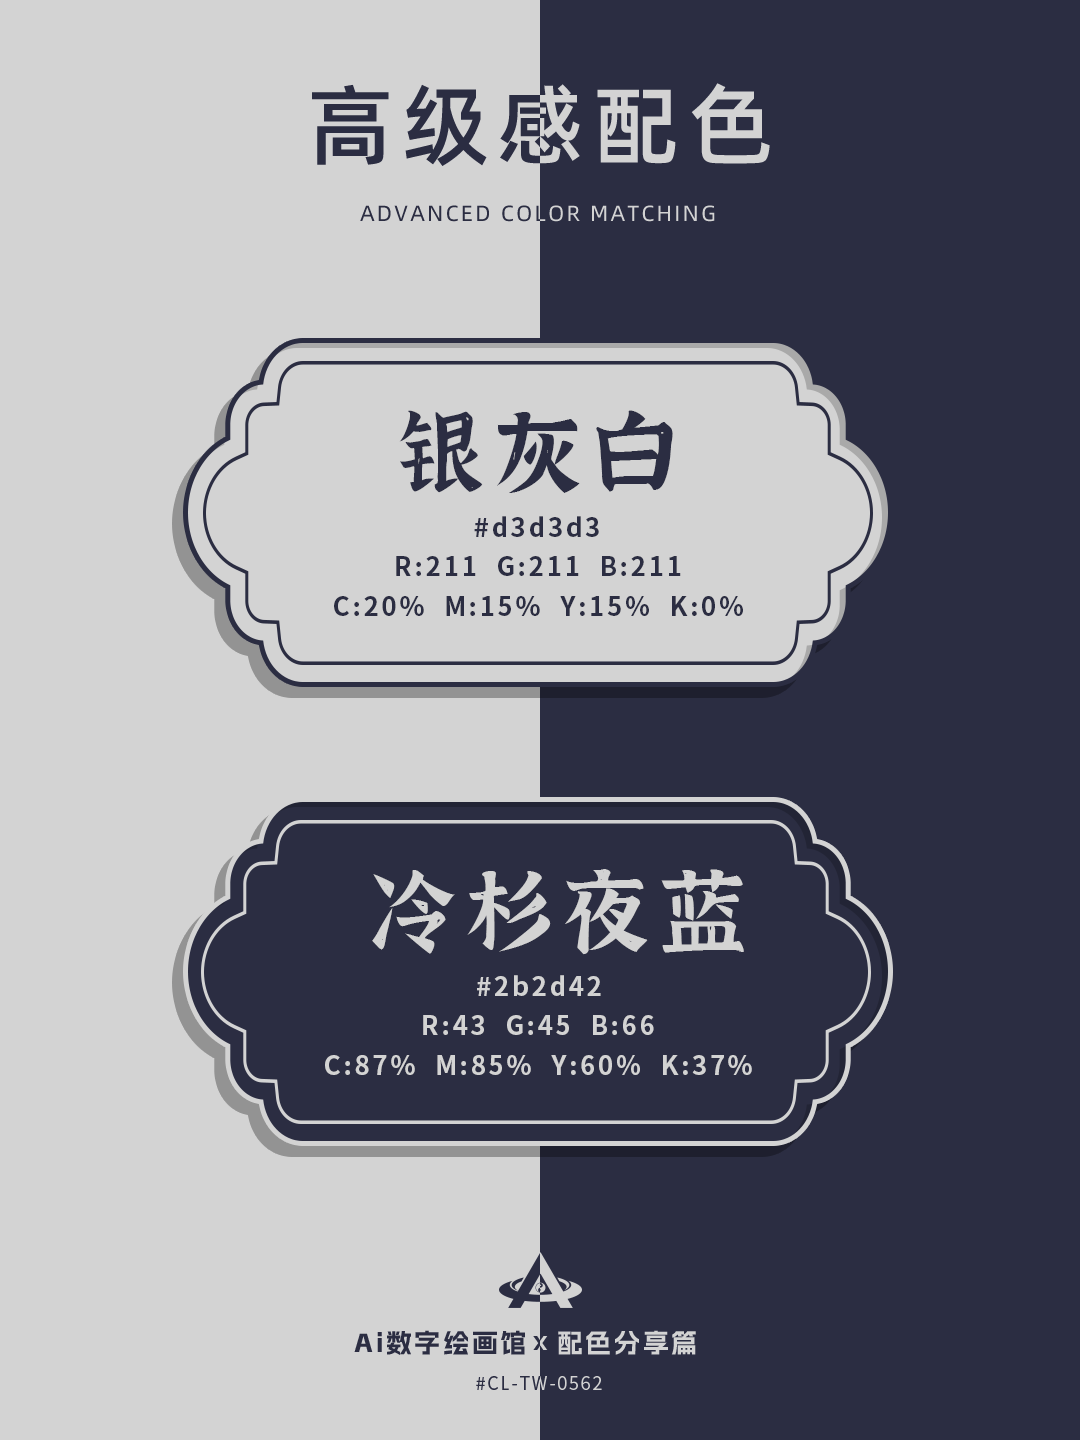 高级感配色
ADVANCED COLOR MATCHING
银灰白
#d3d3d3
R:211 G:211 B:211
C:20% M:15% Y:15% K:0%
冷杉夜蓝
#2b2d42
R:43 G:45 B:66
C:87% M:85% Y:60% K:37%
Ai数字绘画馆 x 配色分享篇
#CL-TW-0562